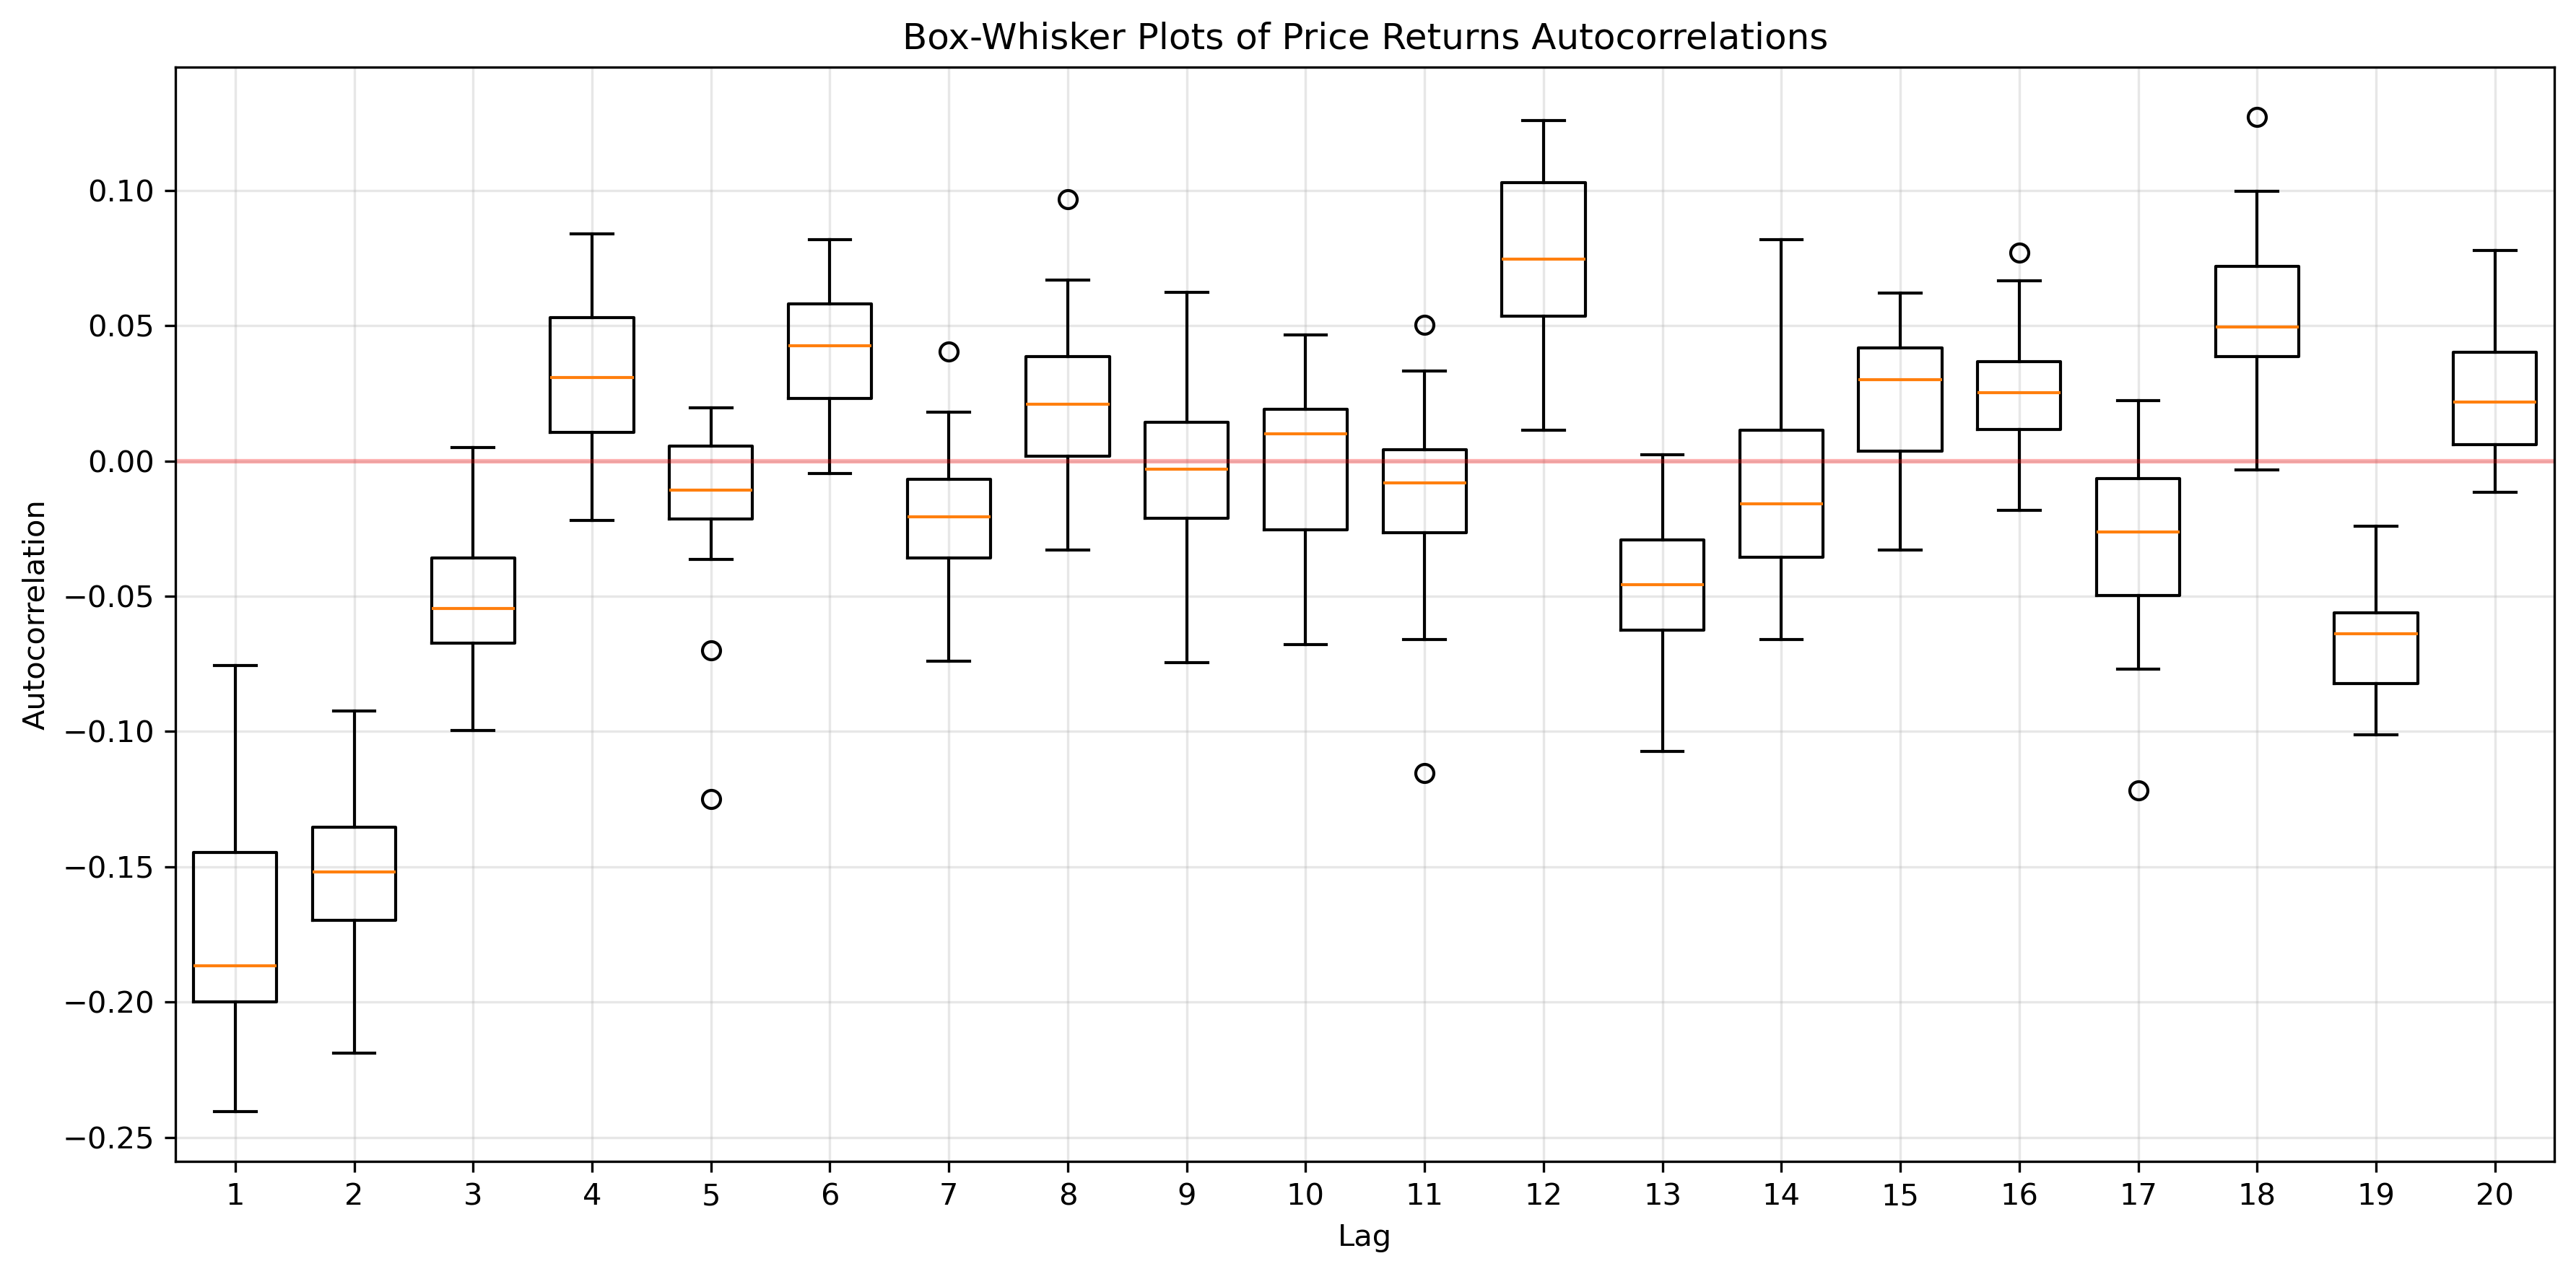 Box-Whisker Plots of Price Returns Autocorrelations
Autocorrelation
0.10
0.05
0.00
−0.05
−0.10
−0.15
−0.20
−0.25
1 2 3 4 5 6 7 8 9 10 11 12 13 14 15 16 17 18 19 20
Lag